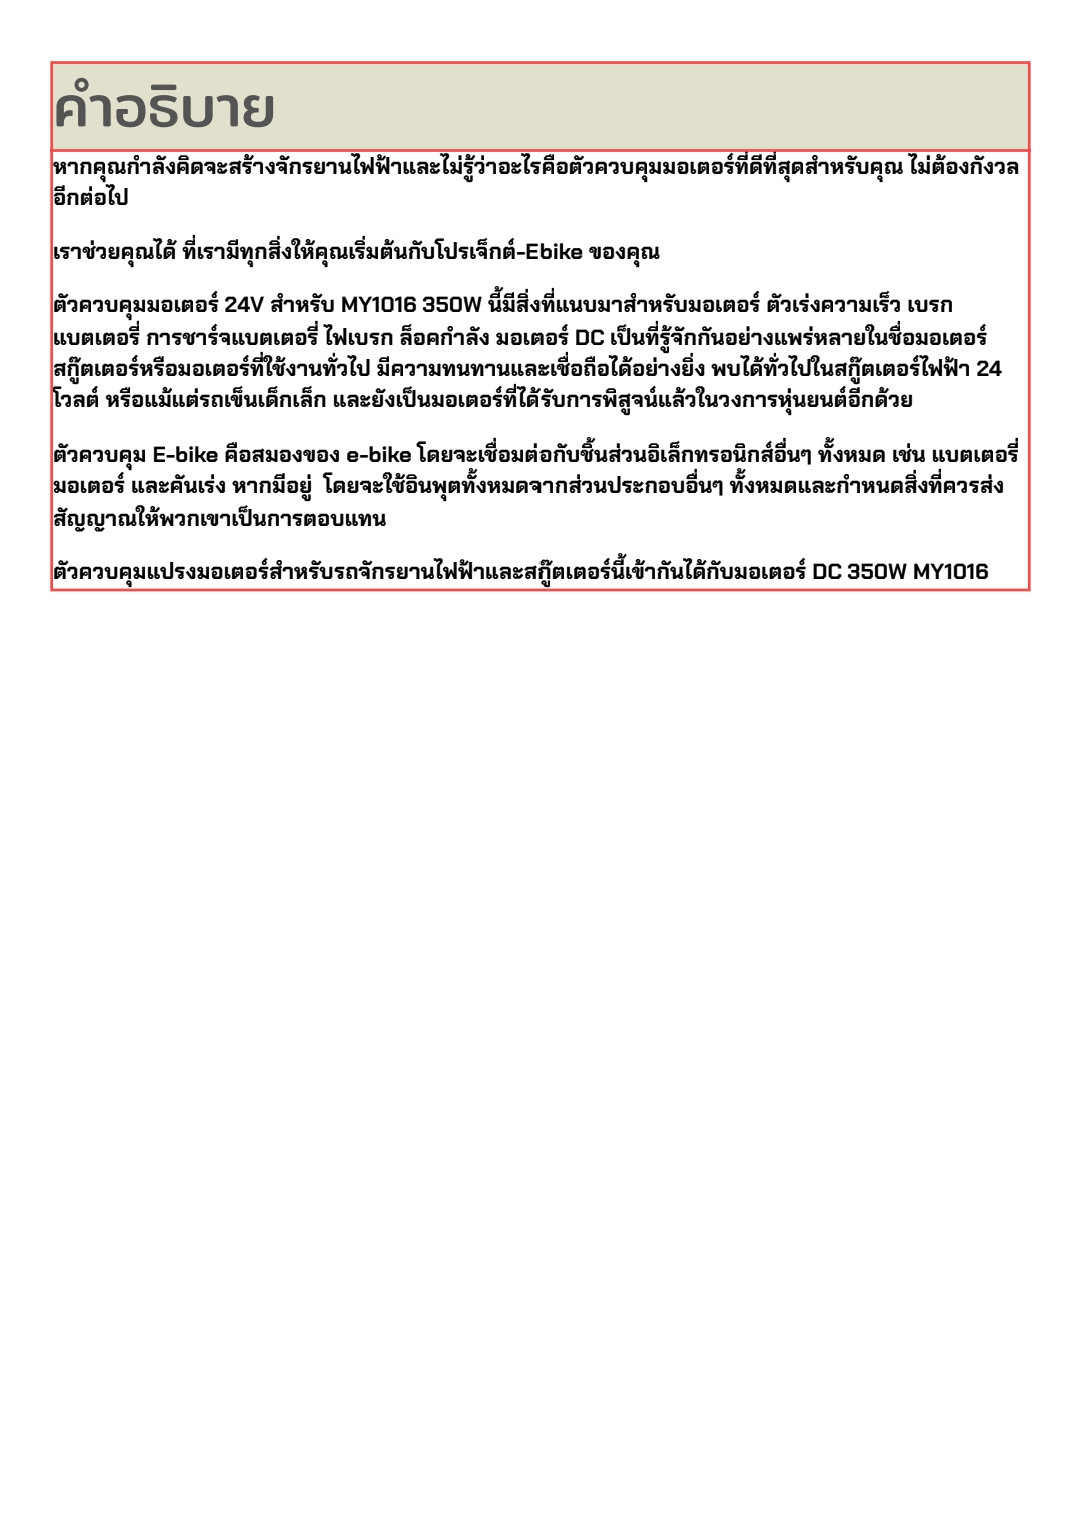 คำอธิบาย
หากคุณกำลังคิดจะสร้างจักรยานไฟฟ้าและไม่รู้ว่าอะไรคือตัวควบคุมมอเตอร์ที่ดีที่สุดสำหรับคุณ ไม่ต้องกังวล
อีกต่อไป
เราช่วยคุณได้ ที่เรามีทุกสิ่งให้คุณเริ่มต้นกับโปรเจ็กต์-Ebike ของคุณ
ตัวควบคุมมอเตอร์ 24V สำหรับ MY1016 350W นี้มีสิ่งที่แนบมาสำหรับมอเตอร์ ตัวเร่งความเร็ว เบรก
แบตเตอรี่ การชาร์จแบตเตอรี่ ไฟเบรก ล็อคกำลัง มอเตอร์ DC เป็นที่รู้จักกันอย่างแพร่หลายในชื่อมอเตอร์
สกู๊ตเตอร์หรือมอเตอร์ที่ใช้งานทั่วไป มีความทนทานและเชื่อถือได้อย่างยิ่ง พบได้ทั่วไปในสกู๊ตเตอร์ไฟฟ้า 24
โวลต์ หรือแม้แต่รถเข็นเด็กเล็ก และยังเป็นมอเตอร์ที่ได้รับการพิสูจน์แล้วในวงการหุ่นยนต์อีกด้วย
ตัวควบคุม E-bike คือสมองของ e-bike โดยจะเชื่อมต่อกับชิ้นส่วนอิเล็กทรอนิกส์อื่นๆ ทั้งหมด เช่น แบตเตอรี่
มอเตอร์ และคันเร่ง หากมีอยู่  โดยจะใช้อินพุตทั้งหมดจากส่วนประกอบอื่นๆ ทั้งหมดและกำหนดสิ่งที่ควรส่ง
สัญญาณให้พวกเขาเป็นการตอบแทน
ตัวควบคุมแปรงมอเตอร์สำหรับรถจักรยานไฟฟ้าและสกู๊ตเตอร์นี้เข้ากันได้กับมอเตอร์ DC 350W MY1016